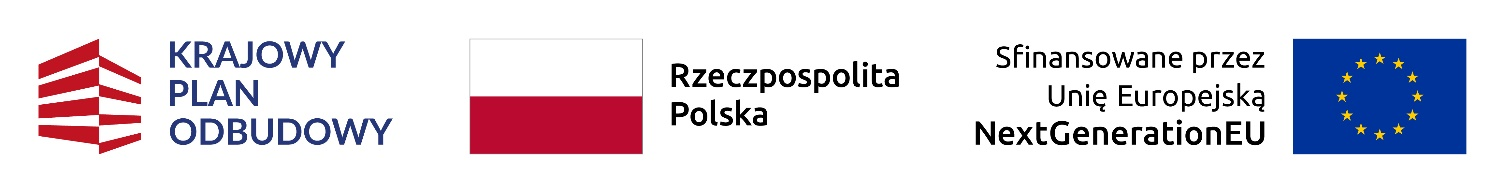 KRAJOWY
PLAN
ODBUDOWY
Rzeczpospolita
Polska
Sfinansowane przez
Unię Europejską
NextGenerationEU